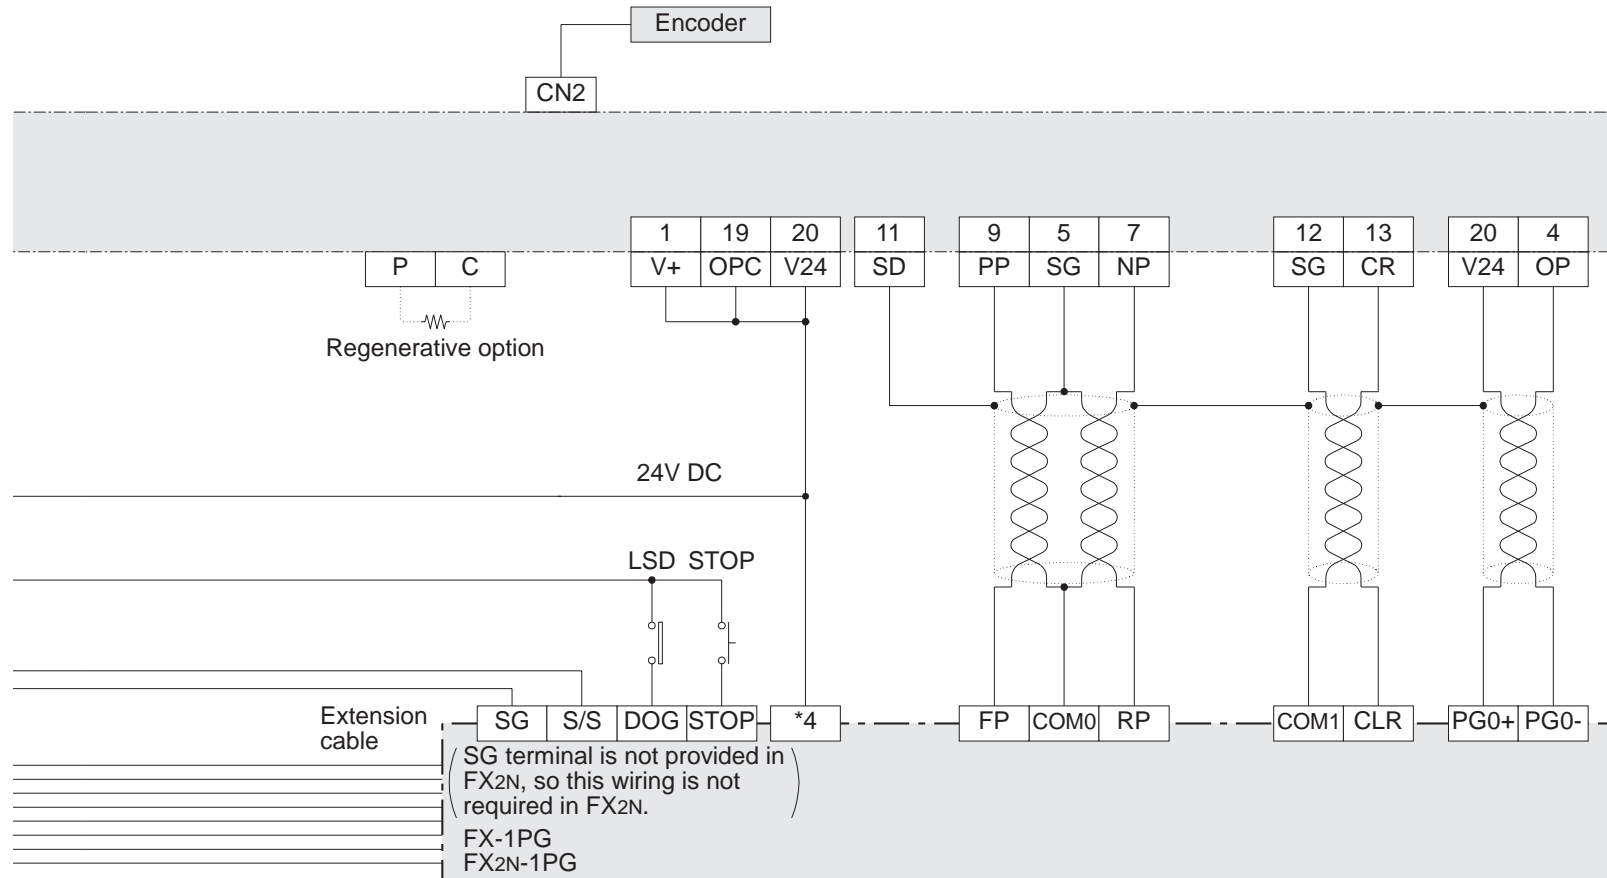 Encoder
CN2
1 19 20 11 9 5 7 12 13 20 4
P C V+ OPC V24 SD PP SG NP SG CR V24 OP
Regenerative option
24V DC
LSD STOP
Extension
cable
SG S/S DOG STOP *4 FP COM0 RP COM1 CLR PG0+ PG0-
(SG terminal is not provided in
FX2N, so this wiring is not
required in FX2N.)
FX-1PG
FX2N-1PG